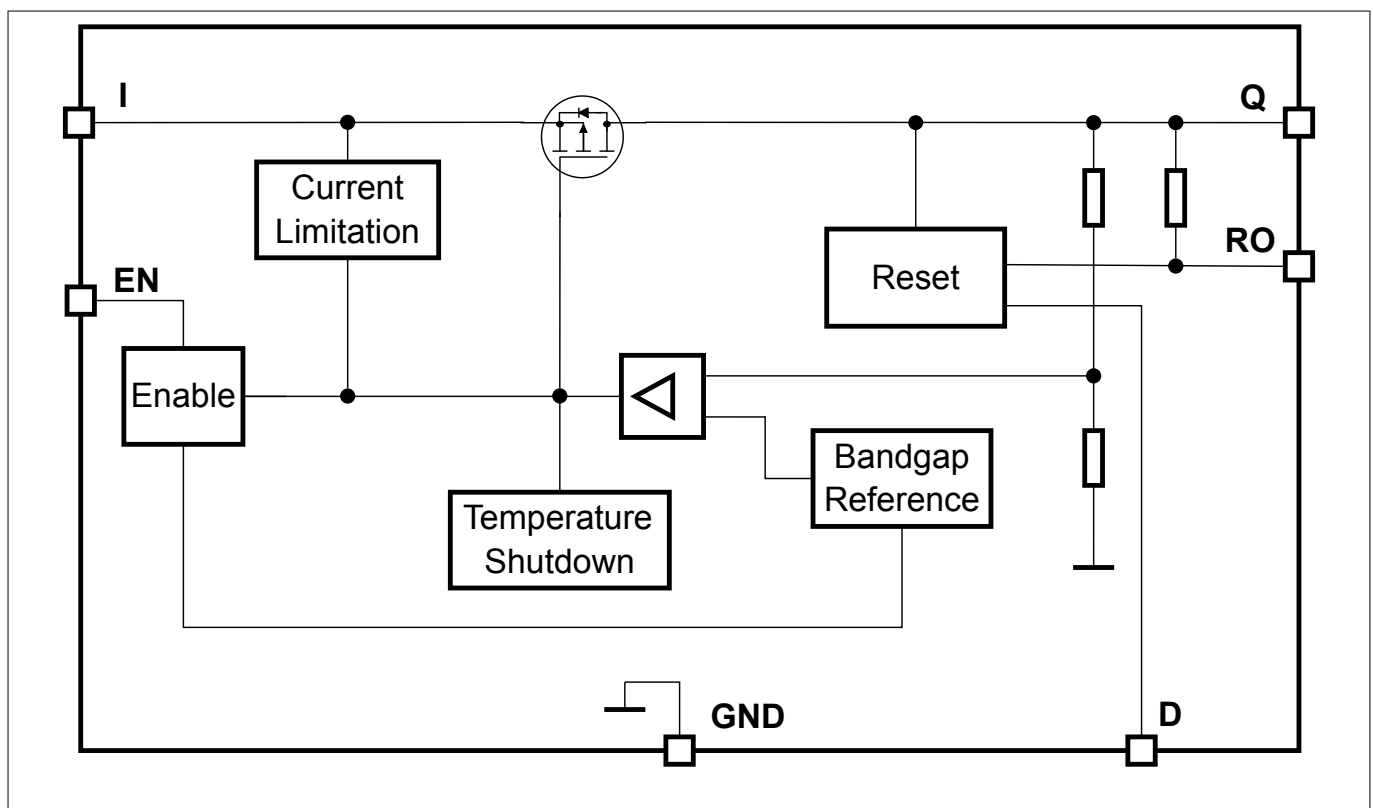 I
Q
Current
Limitation
EN
RO
Reset
Enable
Bandgap
Reference
Temperature
Shutdown
GND
D